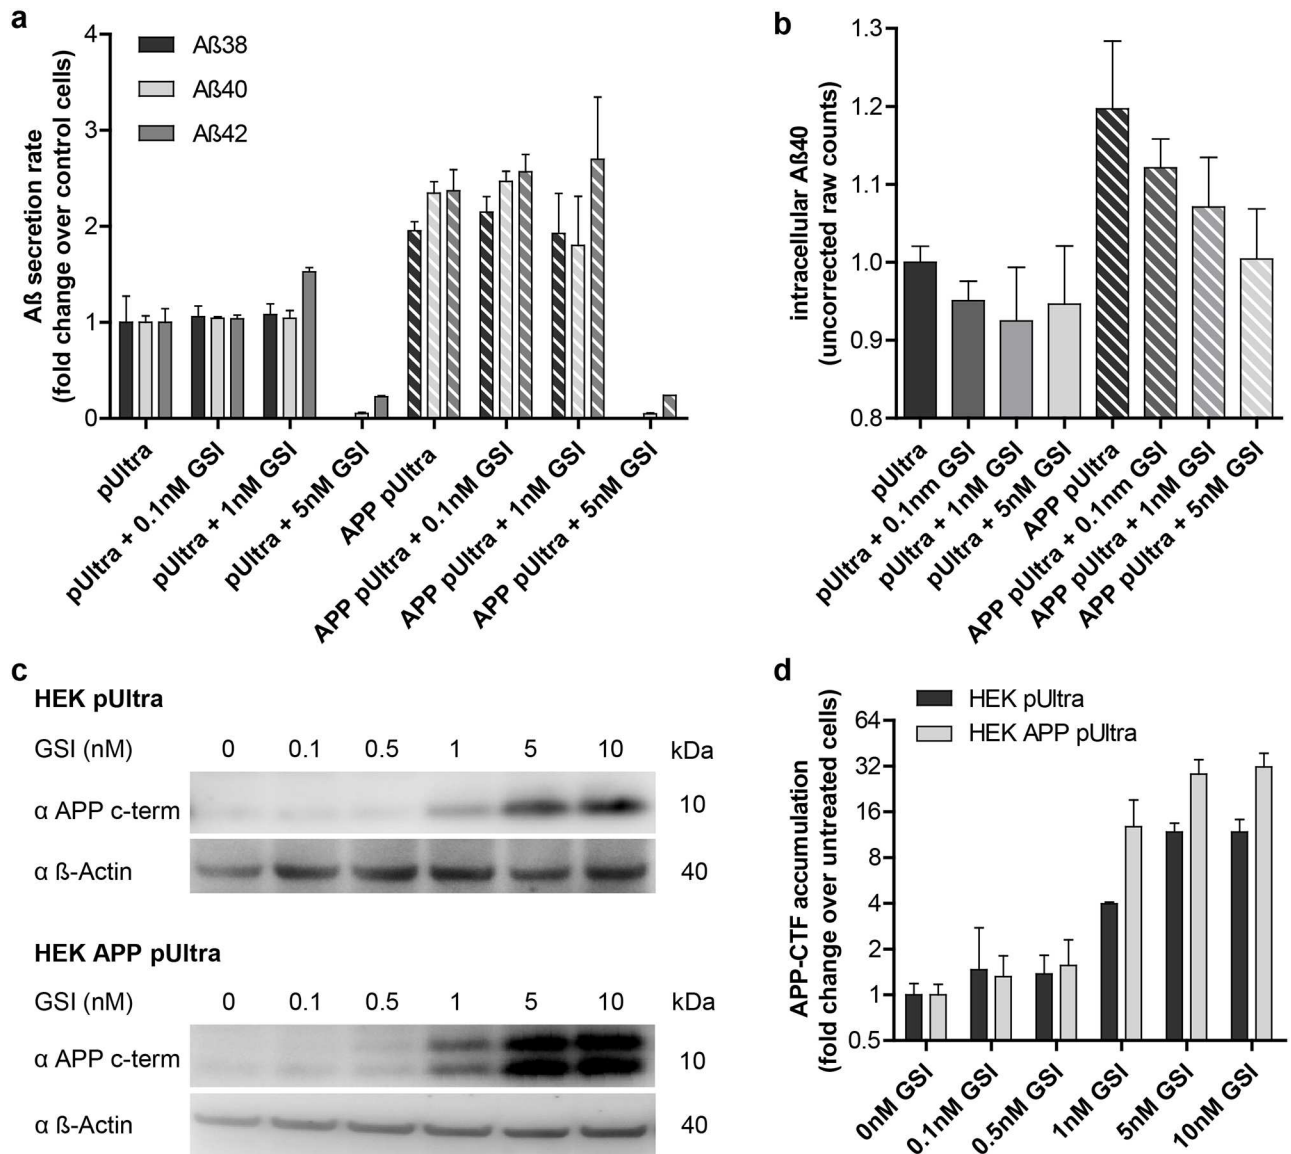 a
Aß secretion rate
(fold change over control cells)
4
3
2
1
0
Aß38
Aß40
Aß42
pUltra
pUltra + 0.1nM GSI
pUltra + 1nM GSI
pUltra + 5nM GSI
APP pUltra
APP pUltra + 0.1nM GSI
APP pUltra + 1nM GSI
APP pUltra + 5nM GSI
b
intracellular Aß40
(uncorrected raw counts)
1.3
1.2
1.1
1.0
0.9
0.8
pUltra
pUltra + 0.1nm GSI
pUltra + 1nM GSI
pUltra + 5nM GSI
APP pUltra
APP pUltra + 0.1nm GSI
APP pUltra + 1nM GSI
APP pUltra + 5nM GSI
c
HEK pUltra
GSI (nM) 0 0.1 0.5 1 5 10 kDa
α APP c-term 10
α ß-Actin 40
HEK APP pUltra
GSI (nM) 0 0.1 0.5 1 5 10 kDa
α APP c-term 10
α ß-Actin 40
d
APP-CTF accumulation
(fold change over untreated cells)
HEK pUltra
HEK APP pUltra
64
32
16
8
4
2
1
0.5
0nM GSI
0.1nM GSI
0.5nM GSI
1nM GSI
5nM GSI
10nM GSI